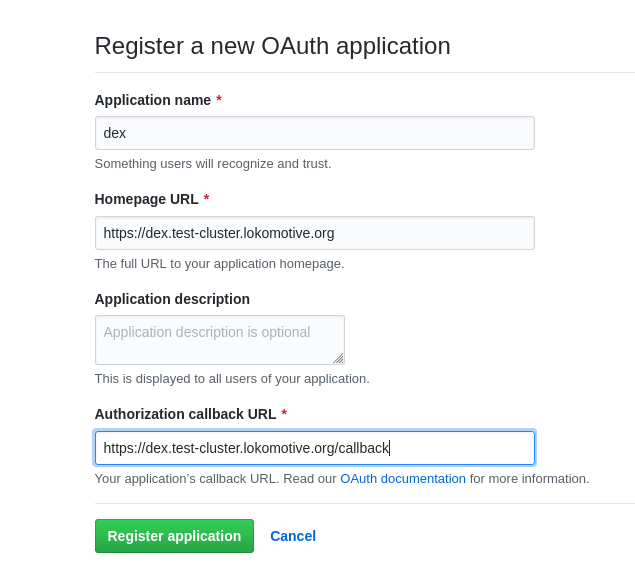 Register a new OAuth application
Application name *
dex
Something users will recognize and trust.
Homepage URL *
https://dex.test-cluster.lokomotive.org
The full URL to your application homepage.
Application description
Application description is optional
This is displayed to all users of your application.
Authorization callback URL *
https://dex.test-cluster.lokomotive.org/callback
Your application’s callback URL. Read our OAuth documentation for more information.
Register application Cancel